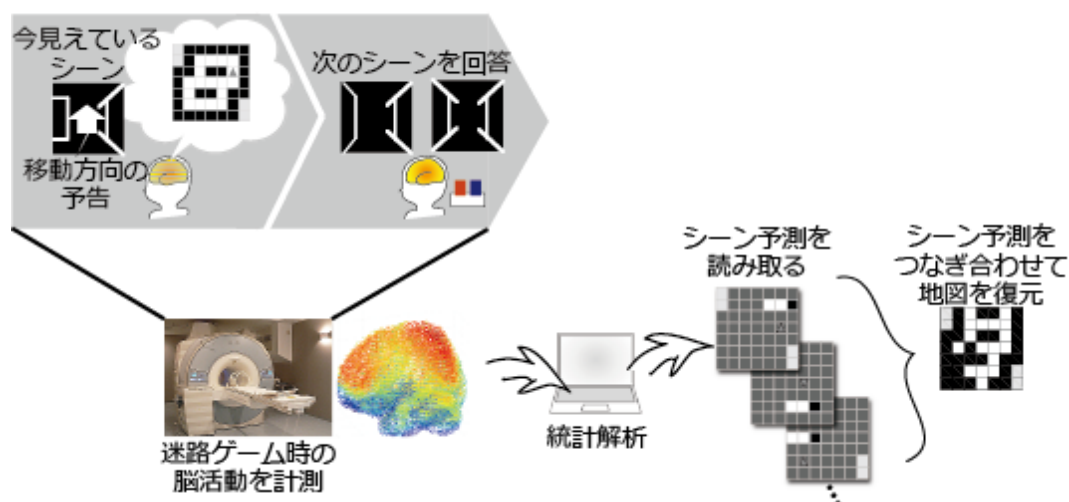 今見えている
シーン
移動方向の
予告
次のシーンを回答
迷路ゲーム時の
脳活動を計測
統計解析
シーン予測を
読み取る
シーン予測を
つなぎ合わせて
地図を復元